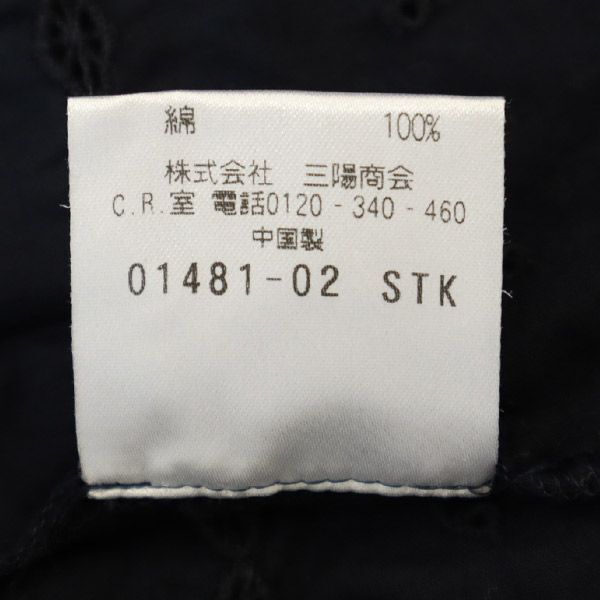 綿 100%
株式会社 三陽商会
C.R.室 電話0120-340-460
中国製
01481-02 STK